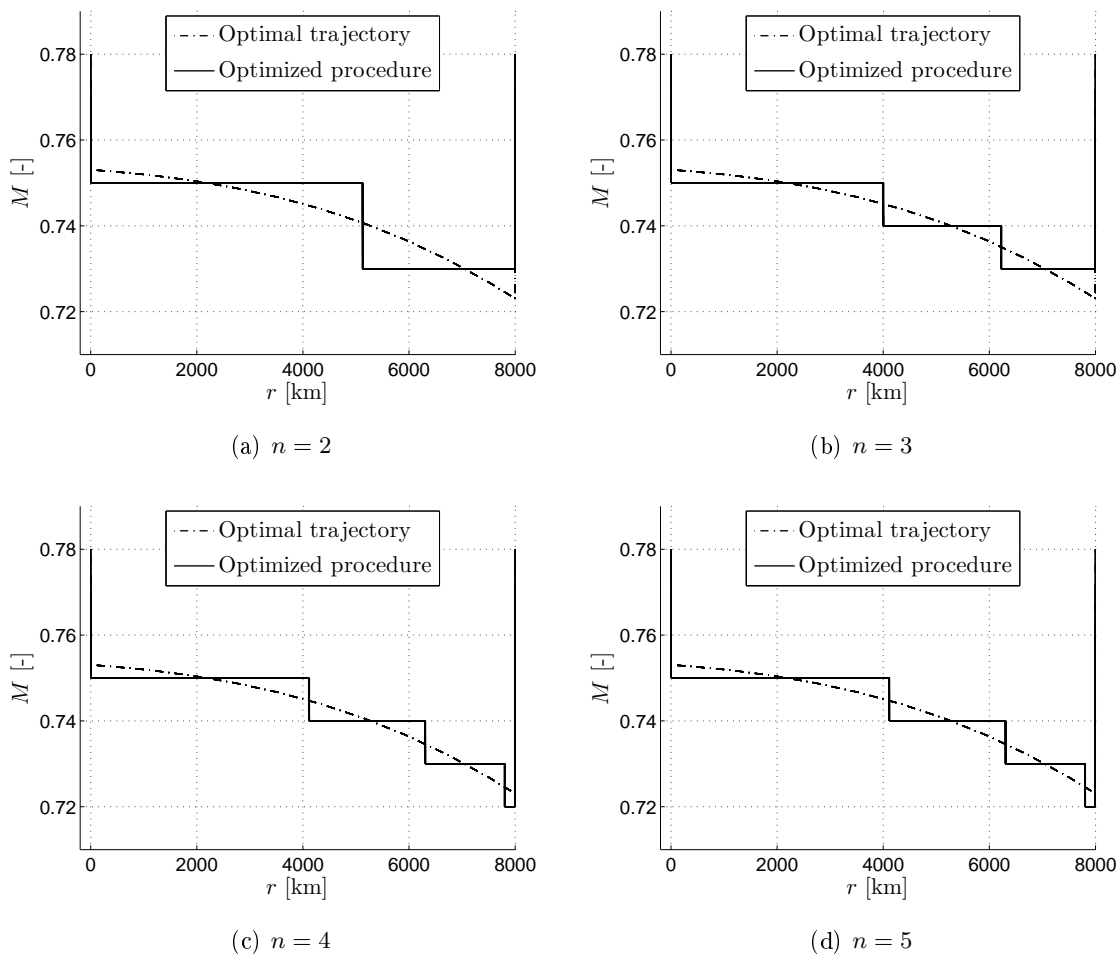 Optimal trajectory
Optimized procedure
0.78
0.76
0.74
0.72
M [-]
0 2000 4000 6000 8000
r [km]
(a) n = 2
Optimal trajectory
Optimized procedure
0.78
0.76
0.74
0.72
M [-]
0 2000 4000 6000 8000
r [km]
(b) n = 3
Optimal trajectory
Optimized procedure
0.78
0.76
0.74
0.72
M [-]
0 2000 4000 6000 8000
r [km]
(c) n = 4
Optimal trajectory
Optimized procedure
0.78
0.76
0.74
0.72
M [-]
0 2000 4000 6000 8000
r [km]
(d) n = 5